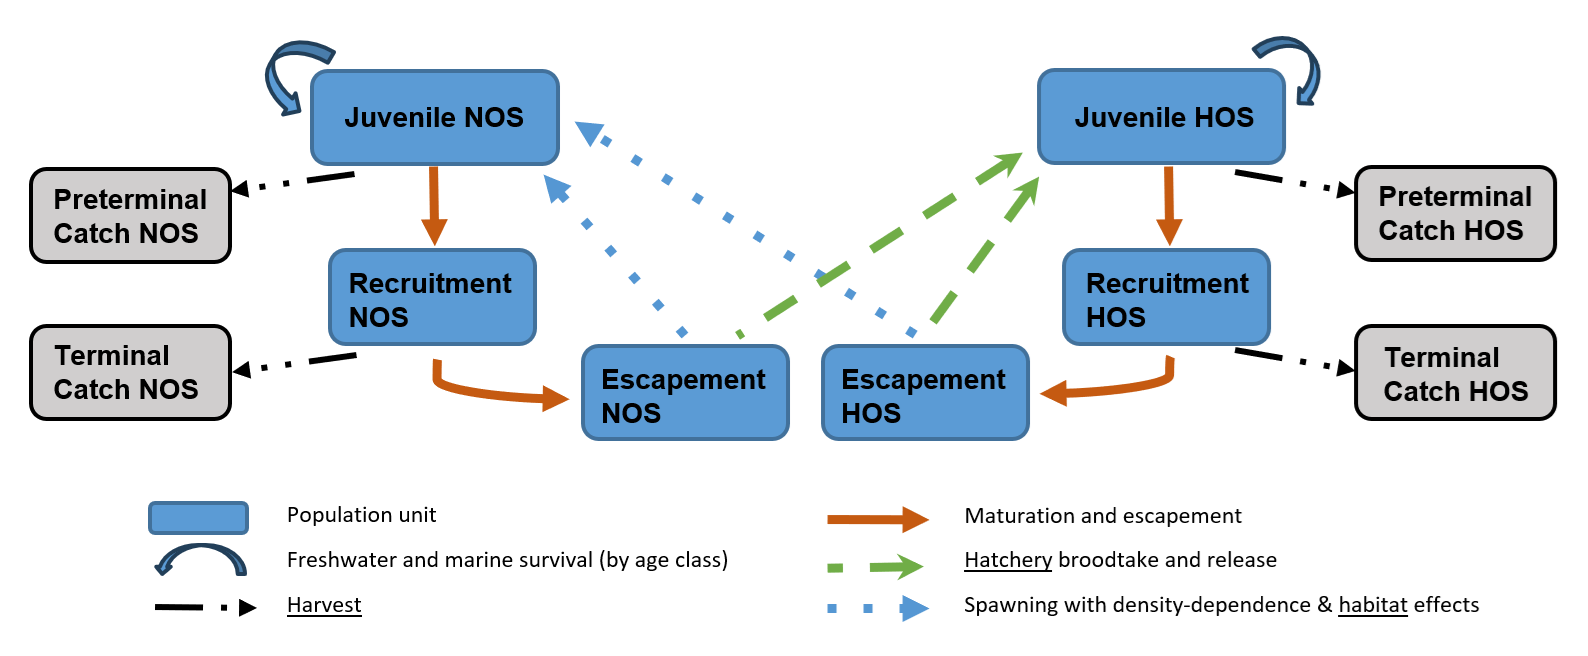 Juvenile NOS
Juvenile HOS
Preterminal
Catch NOS
Preterminal
Catch HOS
Recruitment
NOS
Recruitment
HOS
Terminal
Catch NOS
Terminal
Catch HOS
Escapement
NOS
Escapement
HOS
Population unit
Freshwater and marine survival (by age class)
Harvest
Maturation and escapement
Hatchery broodtake and release
Spawning with density-dependence & habitat effects